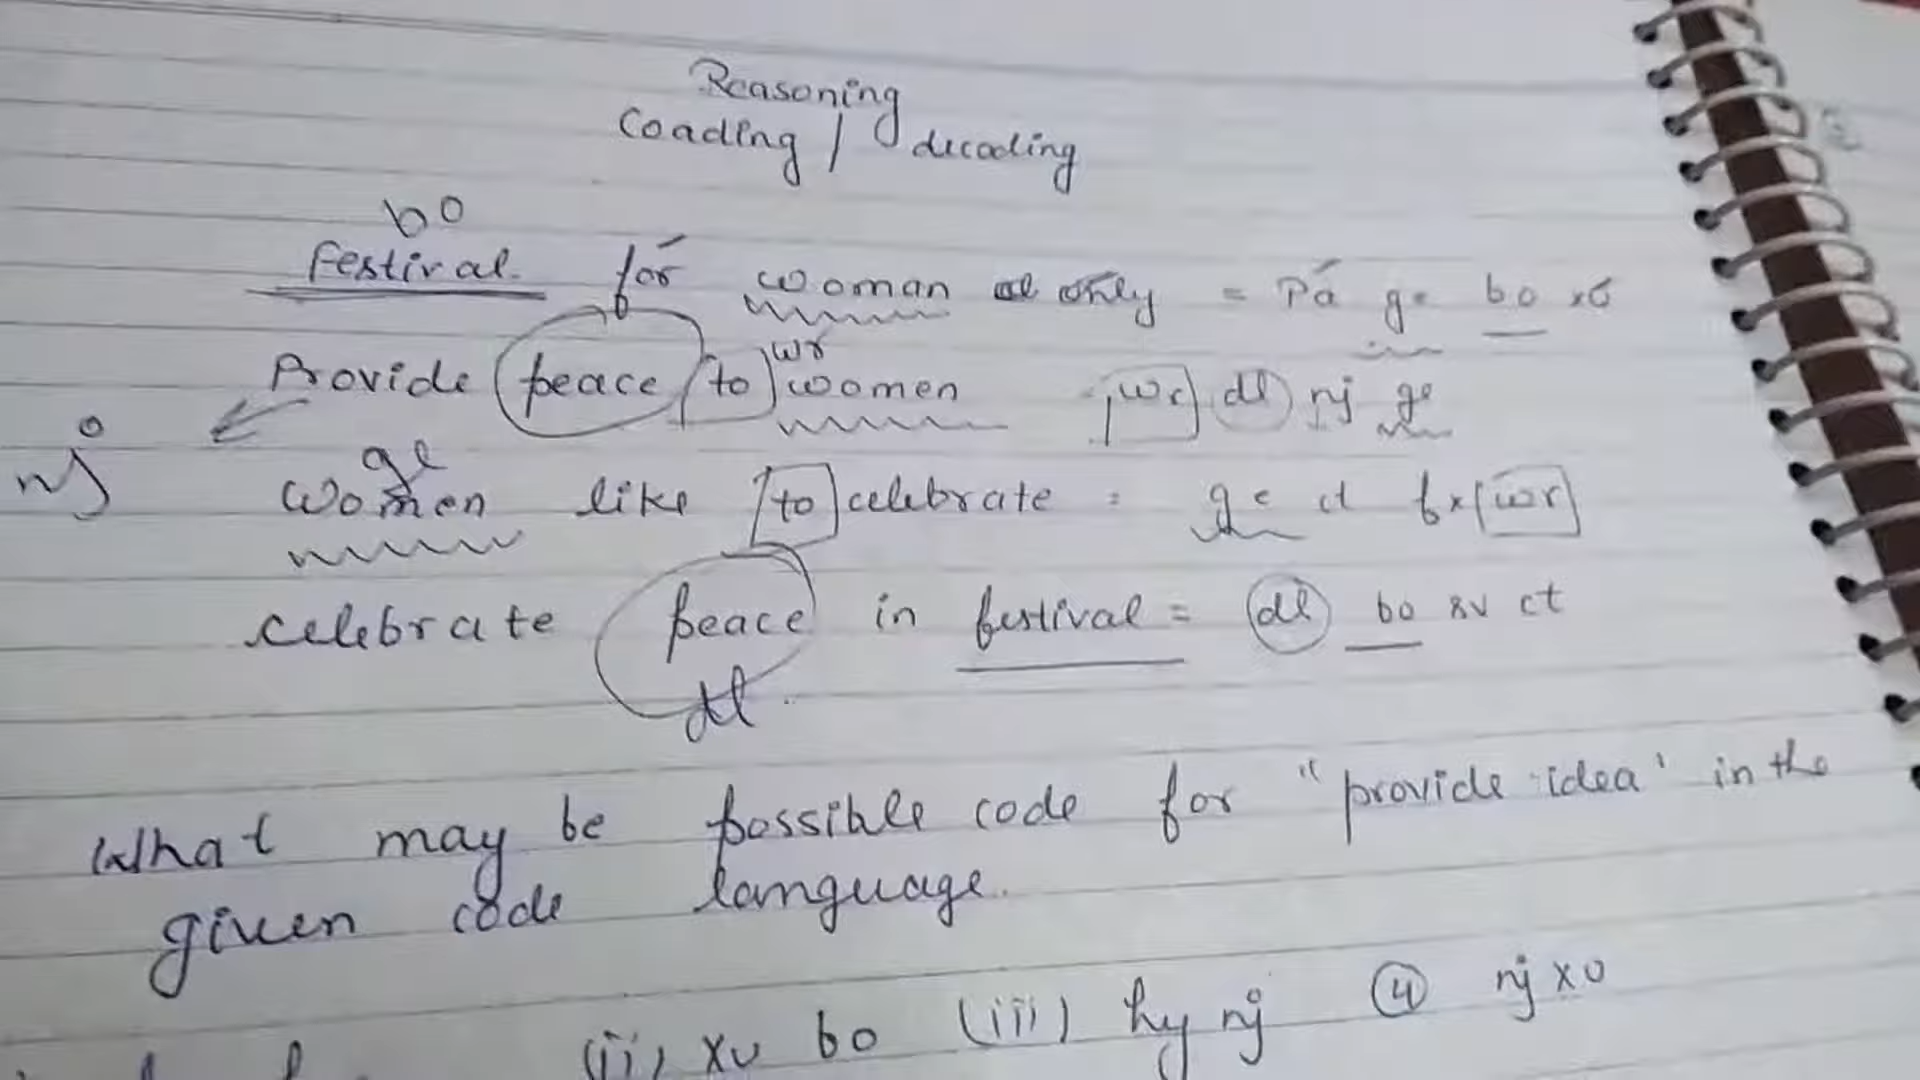 Reasoning
Coading / decoding
bo
festival for woman only = Pa ge bo xo
wr
Provide peace to women wr dl nj ge
nj
ge
women like to celebrate = ge ct fx wr
celebrate peace in festival = dl bo sv ct
dl
What may be possible code for "provide idea" in the
given code language.
(ii) xv bo (iii) hy nj ④ nj xo